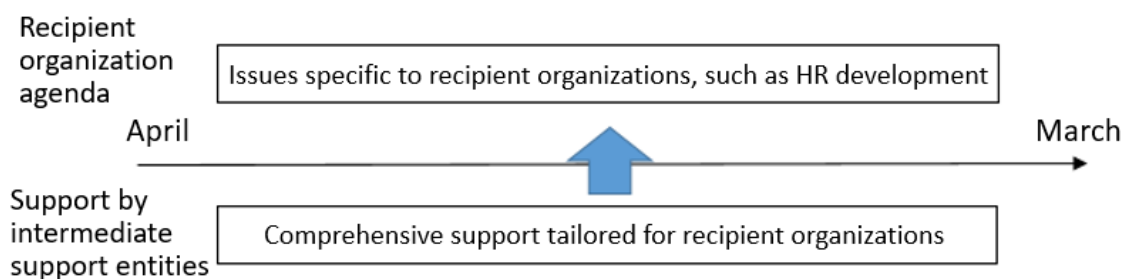 Recipient
organization
agenda
Issues specific to recipient organizations, such as HR development
April
March
Support by
intermediate
support entities
Comprehensive support tailored for recipient organizations